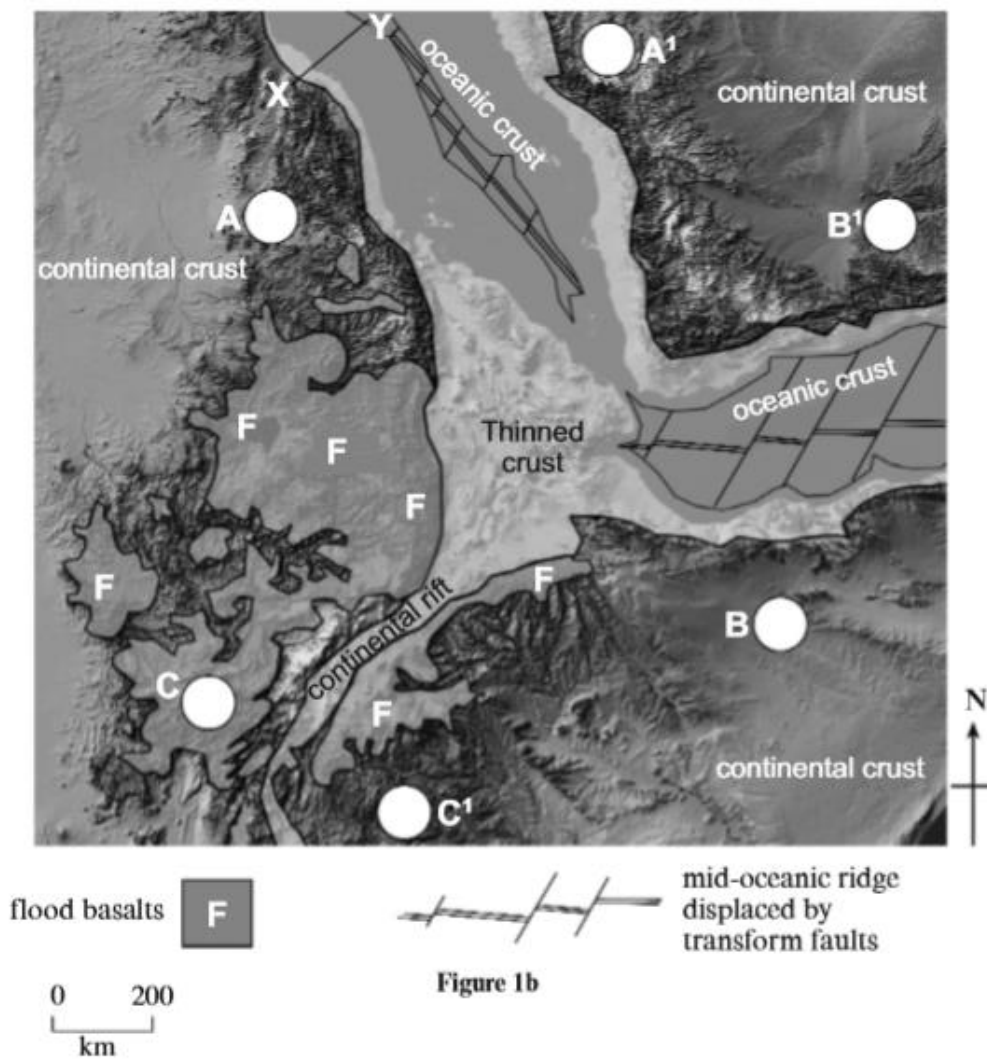 Y
A¹
oceanic crust
continental crust
X
A
B¹
continental crust
oceanic crust
F
Thinned
crust
F
F
F
F
continental rift
B
C
F
N
continental crust
C¹
flood basalts
F
mid-oceanic ridge
displaced by
transform faults
Figure 1b
0 200
km